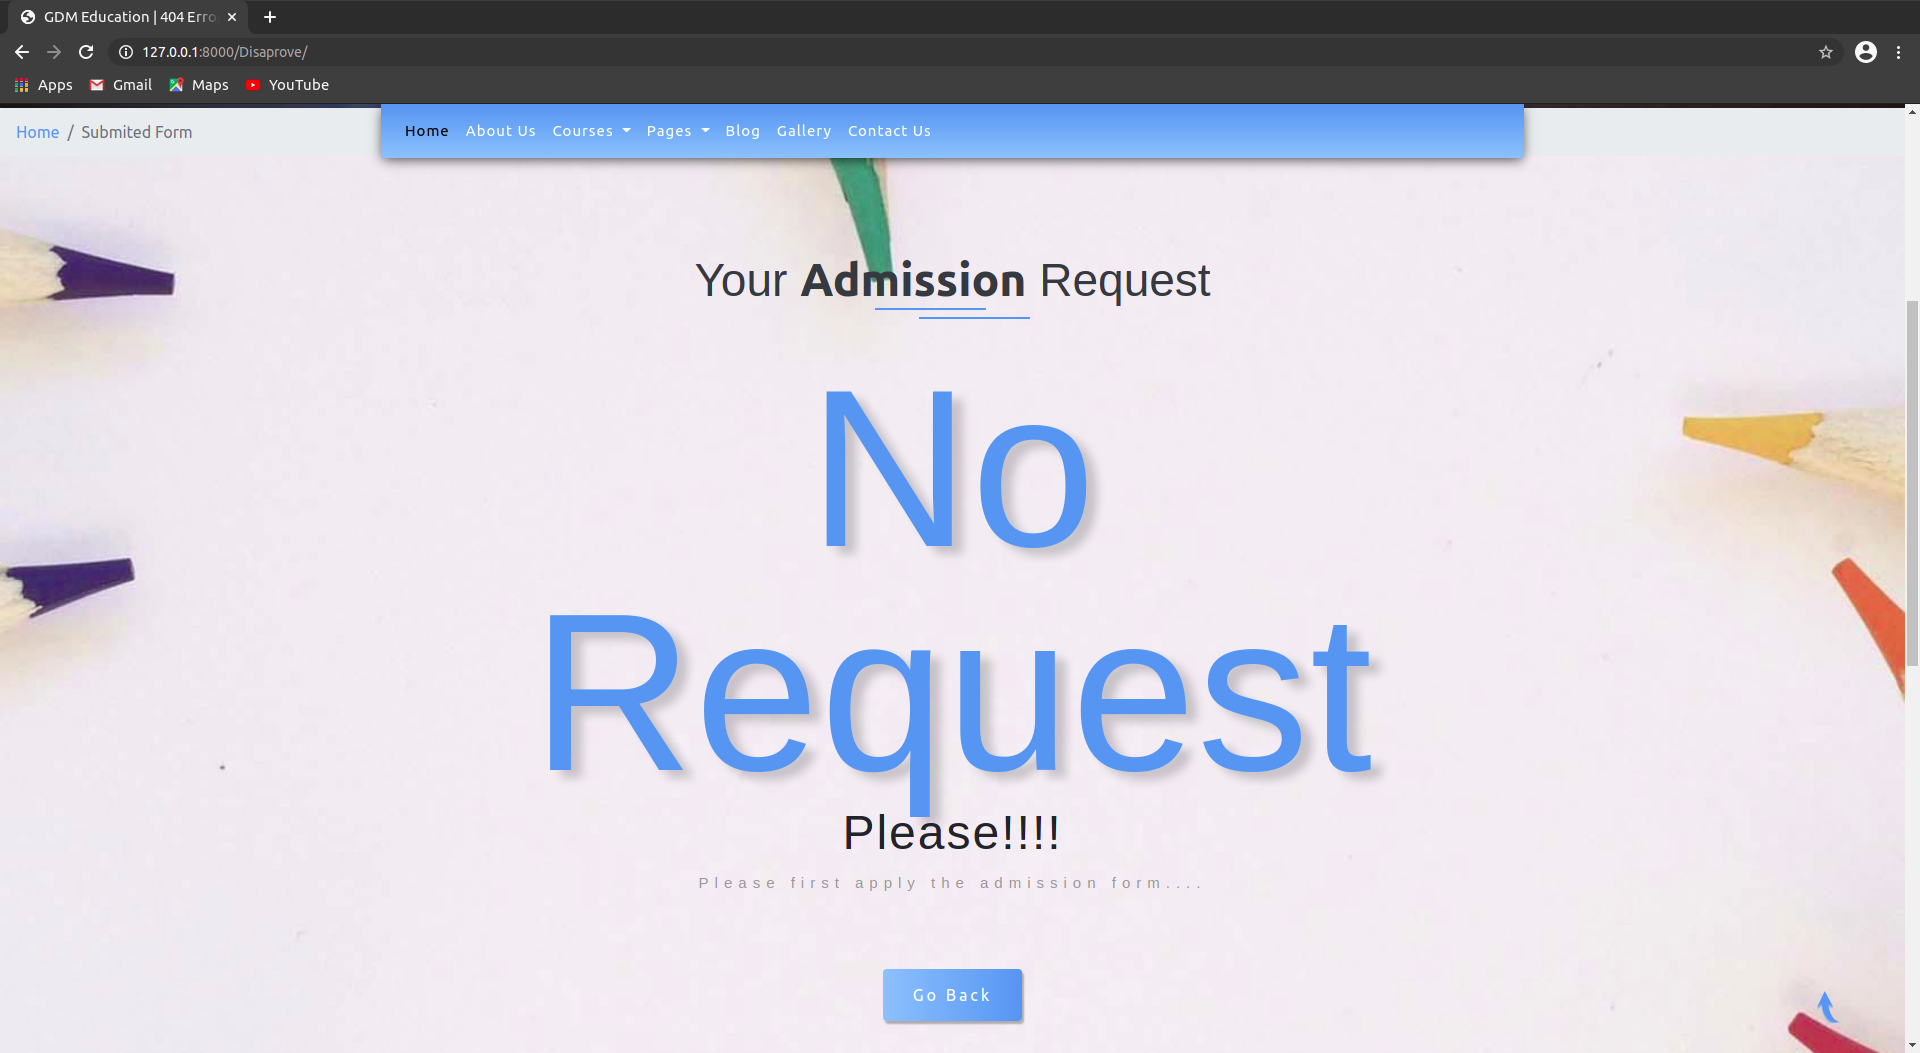 GDM Education | 404 Erro
127.0.0.1:8000/Disaprove/
Apps Gmail Maps YouTube
Home / Submited Form
Home About Us Courses Pages Blog Gallery Contact Us
Your Admission Request
No
Request
Please!!!!
Please first apply the admission form....
Go Back